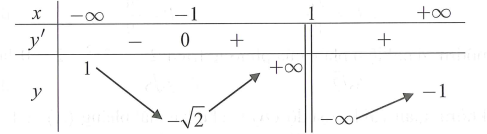 x −∞ −1 1 +∞
y′ − 0 + +
1 +∞
y −1
−√2 −∞